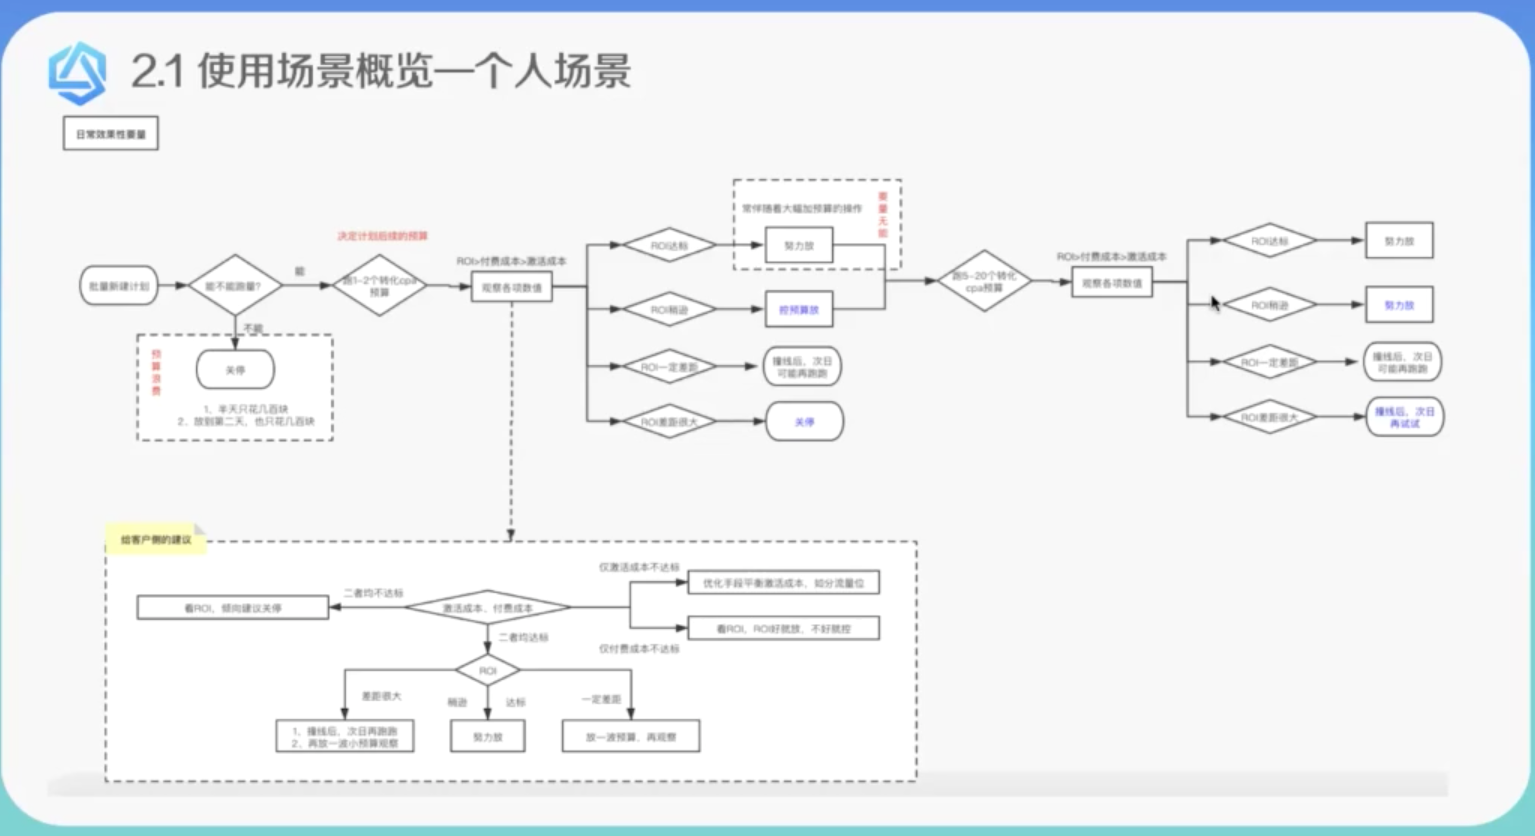 2.1 使用场景概览—个人场景
日常效果性要量
批量新建计划
能不能跑量?
能
不能
预算浪费
关停
1、半天只花几百块
2、放到第二天，也只花几百块
决定计划后续的预算
跑1-2个转化cpa
预算
ROI>付费成本>激活成本
观察各项数值
ROI达标
ROI稍逊
ROI一定差距
ROI差距很大
常伴随着大幅加预算的操作
要量无能
努力放
控预算放
撞线后，次日
可能再跑跑
关停
跑5-20个转化
cpa预算
ROI>付费成本>激活成本
观察各项数值
ROI达标
ROI稍逊
ROI一定差距
ROI差距很大
努力放
努力放
撞线后，次日
可能再跑跑
撞线后，次日
再试试
给客户侧的建议
看ROI，倾向建议关停
二者均不达标
激活成本、付费成本
仅激活成本不达标
优化手段平衡激活成本，如分流量位
看ROI，ROI好就放，不好就控
仅付费成本不达标
二者均达标
ROI
差距很大
稍逊
达标
一定差距
1、撞线后，次日再跑跑
2、再放一波小预算观察
努力放
放一波预算，再观察